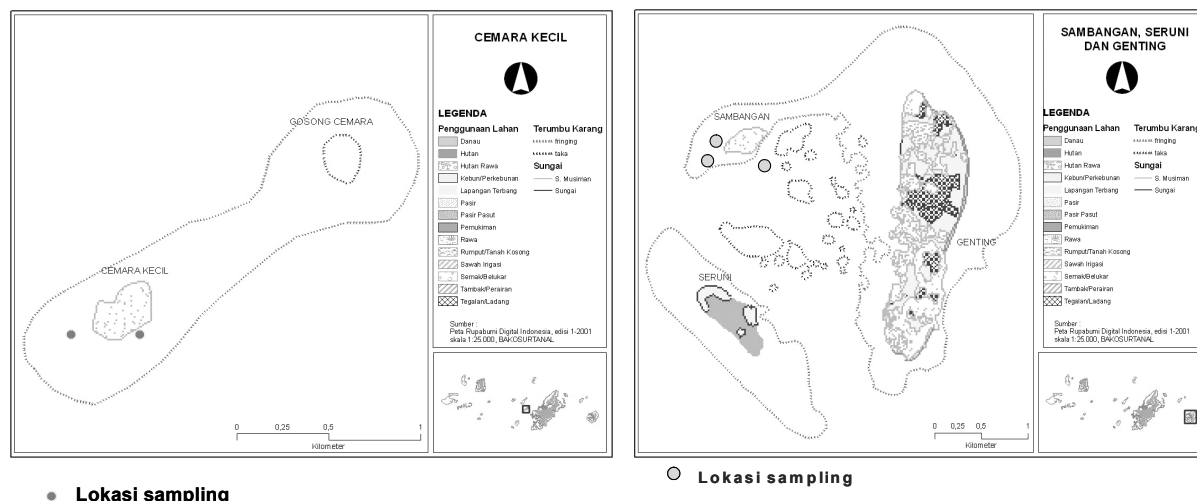 CEMARA KECIL
GOSONG CEMARA
CEMARA KECIL
0 0,25 0,5 1
Kilometer
LEGENDA
Penggunaan Lahan
Danau
Hutan
Hutan Rawa
Kebun/Perkebunan
Lapangan Terbang
Pasir
Pasir Pasut
Pemukiman
Rawa
Rumput/Tanah Kosong
Sawah Irigasi
Semak/Belukar
Tambak/Perairan
Tegalan/Ladang
Terumbu Karang
fringing
taka
Sungai
S. Musiman
Sungai
Sumber :
Peta Rupabumi Digital Indonesia, edisi 1-2001
skala 1:25.000, BAKOSURTANAL
Lokasi sampling
SAMBANGAN, SERUNI
DAN GENTING
SAMBANGAN
GENTING
SERUNI
0 0,25 0,5 1
Kilometer
LEGENDA
Penggunaan Lahan
Danau
Hutan
Hutan Rawa
Kebun/Perkebunan
Lapangan Terbang
Pasir
Pasir Pasut
Pemukiman
Rawa
Rumput/Tanah Kosong
Sawah Irigasi
Semak/Belukar
Tambak/Perairan
Tegalan/Ladang
Terumbu Karang
fringing
taka
Sungai
S. Musiman
Sungai
Sumber :
Peta Rupabumi Digital Indonesia, edisi 1-2001
skala 1:25.000, BAKOSURTANAL
Lokasi sampling